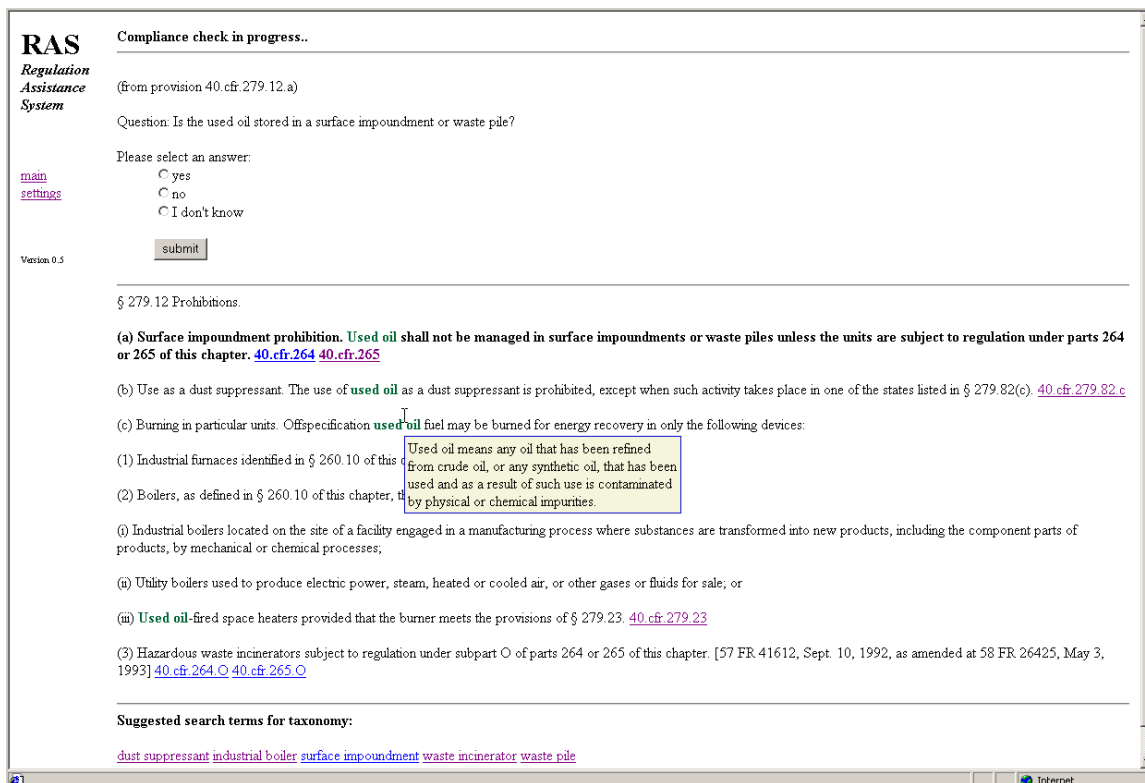 RAS
Regulation
Assistance
System
main
settings
Version 0.5
Compliance check in progress..
(from provision 40.cfr.279.12.a)
Question: Is the used oil stored in a surface impoundment or waste pile?
Please select an answer:
yes
no
I don't know
submit
§ 279.12 Prohibitions.
(a) Surface impoundment prohibition. Used oil shall not be managed in surface impoundments or waste piles unless the units are subject to regulation under parts 264
or 265 of this chapter. 40.cfr.264 40.cfr.265
(b) Use as a dust suppressant. The use of used oil as a dust suppressant is prohibited, except when such activity takes place in one of the states listed in § 279.82(c). 40.cfr.279.82.c
(c) Burning in particular units. Offspecification used oil fuel may be burned for energy recovery in only the following devices:
(1) Industrial furnaces identified in § 260.10 of this
(2) Boilers, as defined in § 260.10 of this chapter,
Used oil means any oil that has been refined
from crude oil, or any synthetic oil, that has been
used and as a result of such use is contaminated
by physical or chemical impurities.
(i) Industrial boilers located on the site of a facility engaged in a manufacturing process where substances are transformed into new products, including the component parts of
products, by mechanical or chemical processes;
(ii) Utility boilers used to produce electric power, steam, heated or cooled air, or other gases or fluids for sale; or
(iii) Used oil-fired space heaters provided that the burner meets the provisions of § 279.23. 40.cfr.279.23
(3) Hazardous waste incinerators subject to regulation under subpart O of parts 264 or 265 of this chapter. [57 FR 41612, Sept. 10, 1992, as amended at 58 FR 26425, May 3,
1993] 40.cfr.264.O 40.cfr.265.O
Suggested search terms for taxonomy:
dust suppressant industrial boiler surface impoundment waste incinerator waste pile
Internet